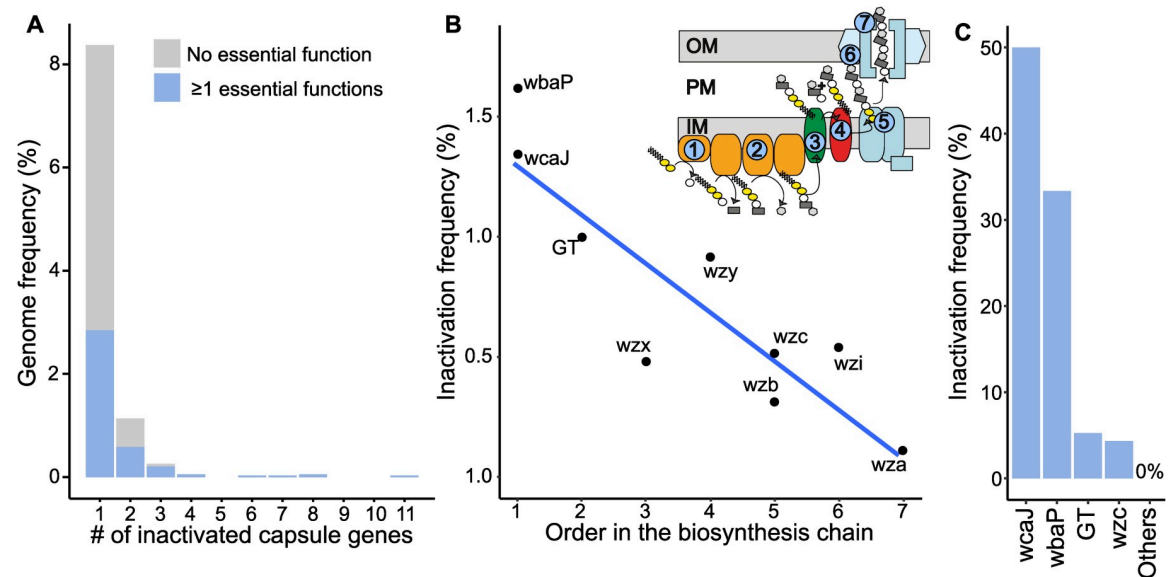 A
Genome frequency (%)
8
6
4
2
0
No essential function
≥1 essential functions
1 2 3 4 5 6 7 8 9 10 11
# of inactivated capsule genes
B
Inactivation frequency (%)
1.5
1.0
0.5
1.0
wbaP
wcaJ
GT
wzx
wzy
wzc
wzb
wzi
wza
OM
PM
IM
1
2
3
4
5
6
7
+
1 2 3 4 5 6 7
Order in the biosynthesis chain
C
Inactivation frequency (%)
50
40
30
20
10
0
0%
wcaJ
wbaP
GT
wzc
Others